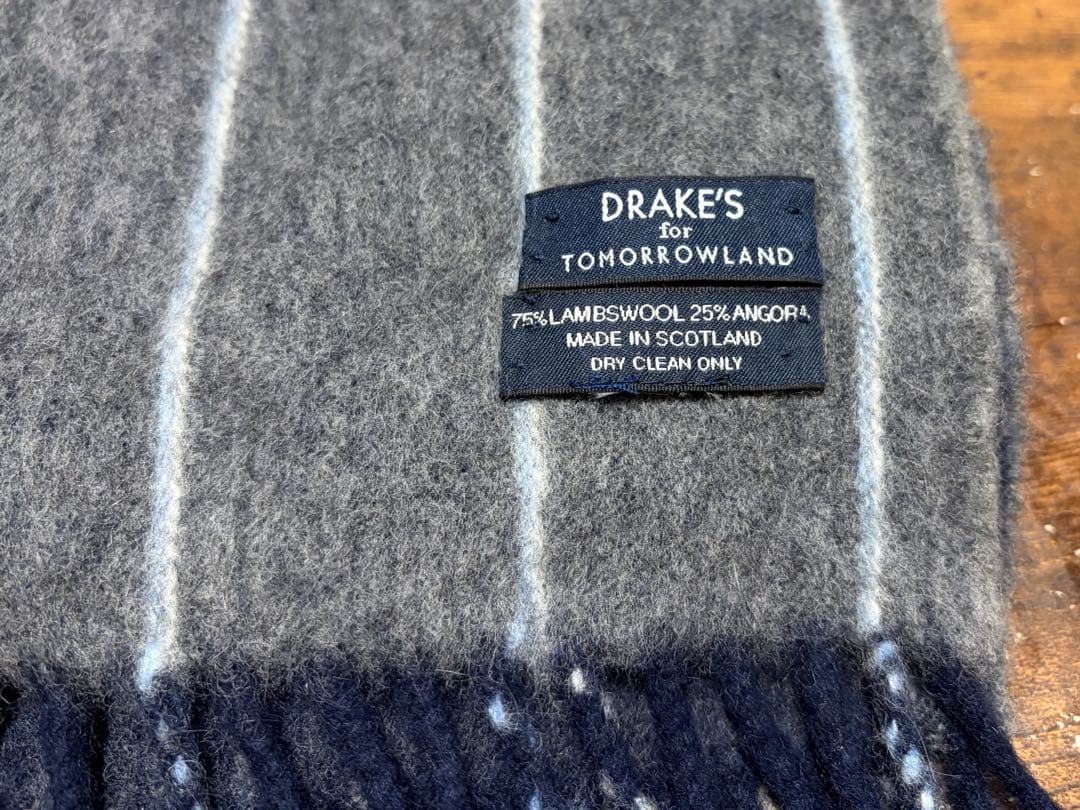 DRAKE'S
for
TOMORROWLAND
75% LAMBSWOOL 25% ANGORA
MADE IN SCOTLAND
DRY CLEAN ONLY